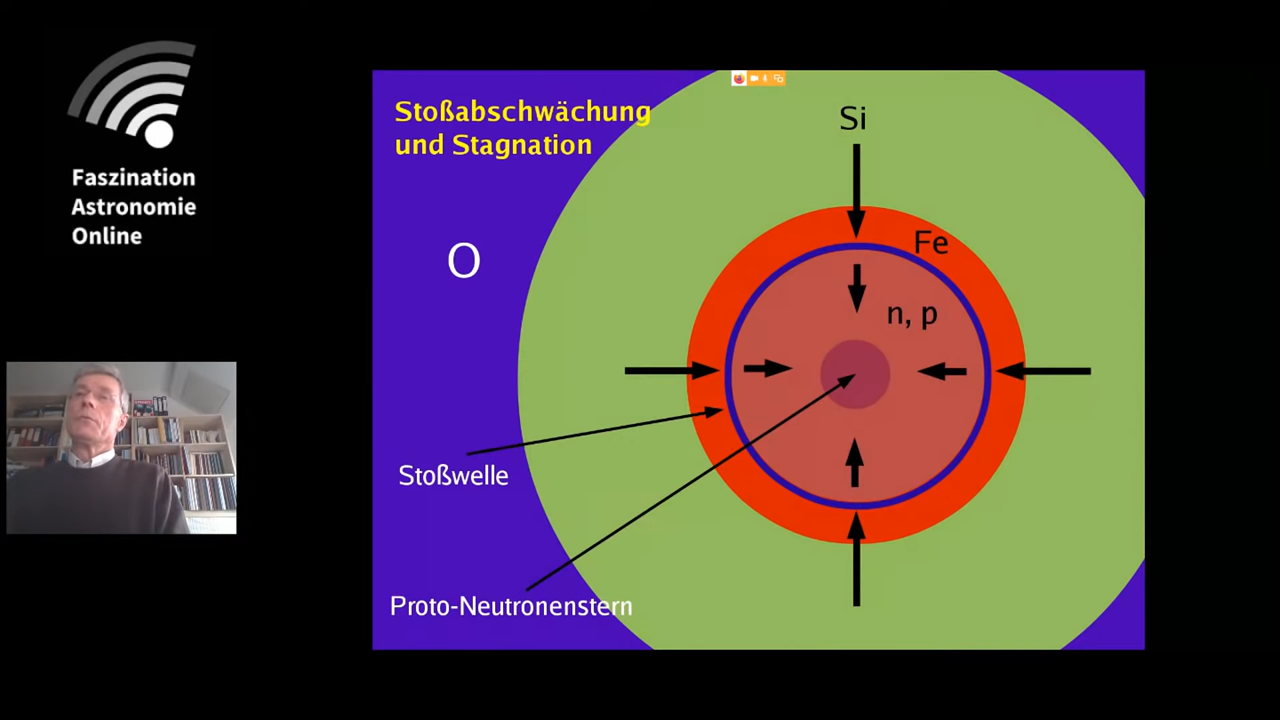 Faszination
Astronomie
Online
Stoßabschwächung
und Stagnation
Si
O
Fe
n, p
Stoßwelle
Proto-Neutronenstern